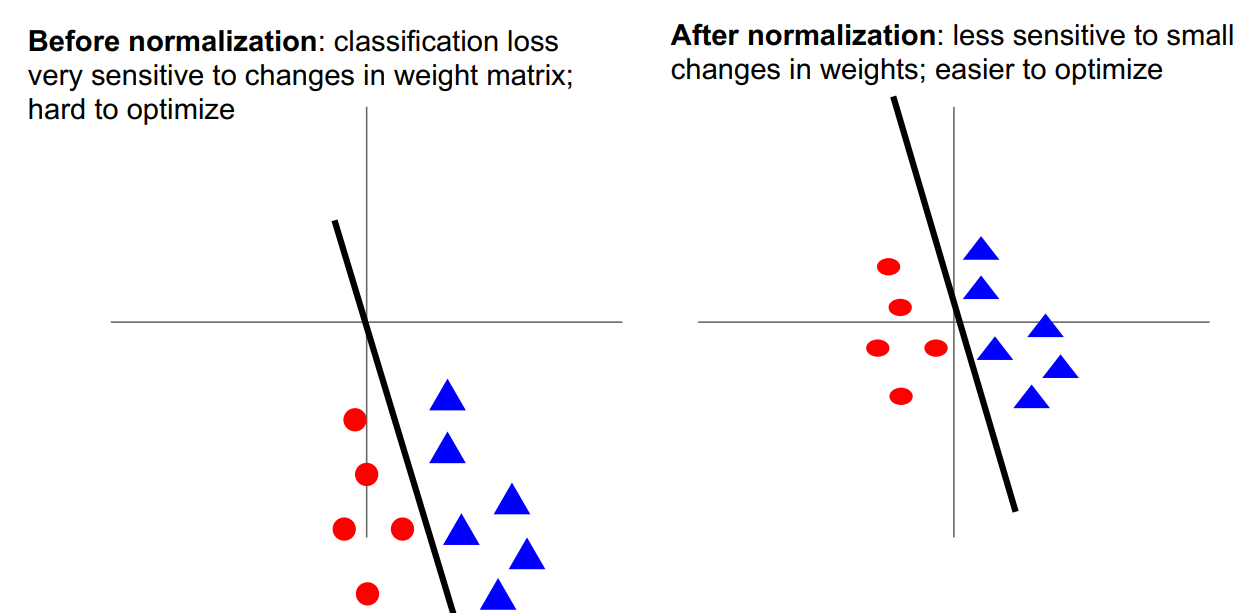 Before normalization: classification loss
very sensitive to changes in weight matrix;
hard to optimize
After normalization: less sensitive to small
changes in weights; easier to optimize